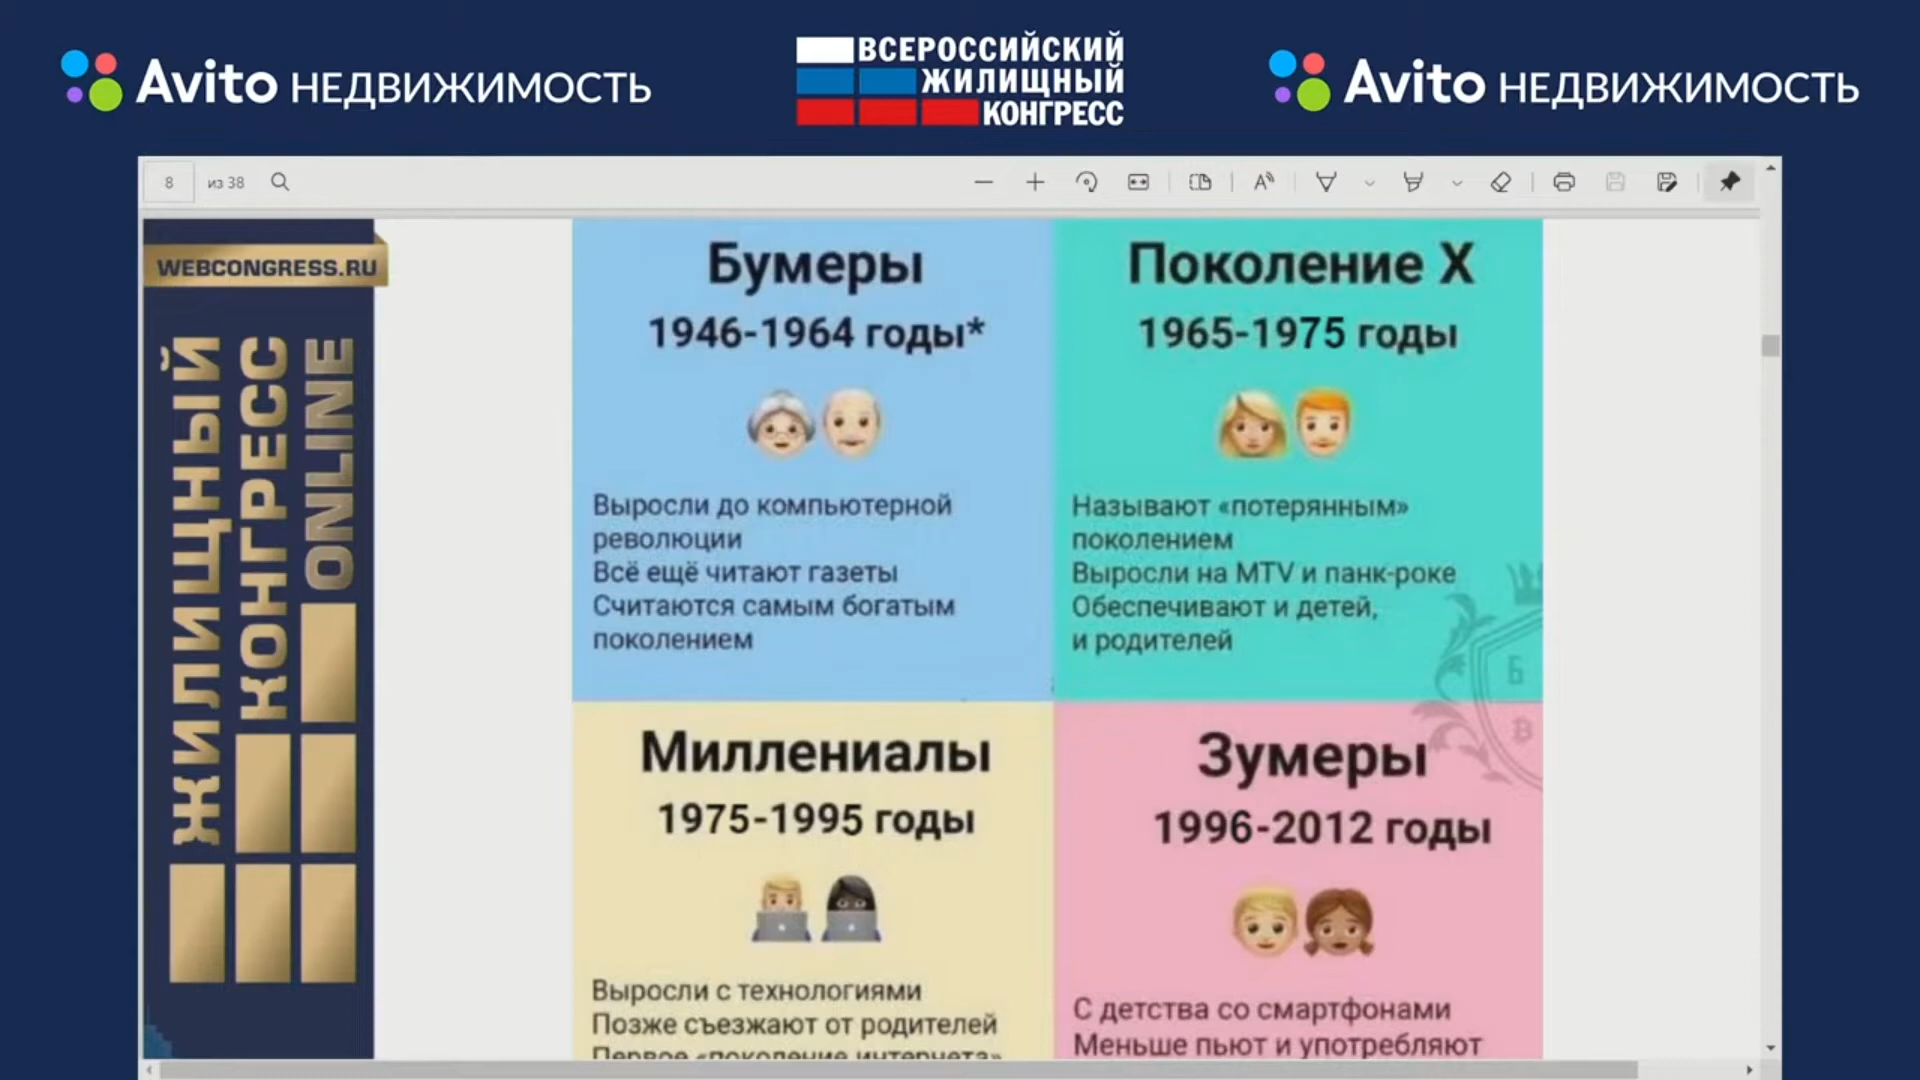 Avito НЕДВИЖИМОСТЬ
ВСЕРОССИЙСКИЙ
ЖИЛИЩНЫЙ
КОНГРЕСС
Avito НЕДВИЖИМОСТЬ
8 из 38
WEBCONGRESS.RU
ЖИЛИЩНЫЙ
КОНГРЕСС
ONLINE
Бумеры
1946-1964 годы*
Выросли до компьютерной
революции
Всё ещё читают газеты
Считаются самым богатым
поколением
Поколение X
1965-1975 годы
Называют «потерянным»
поколением
Выросли на MTV и панк-роке
Обеспечивают и детей,
и родителей
Б
В
Миллениалы
1975-1995 годы
Выросли с технологиями
Позже съезжают от родителей
Первое «поколение интернета»
Зумеры
1996-2012 годы
С детства со смартфонами
Меньше пьют и употребляют